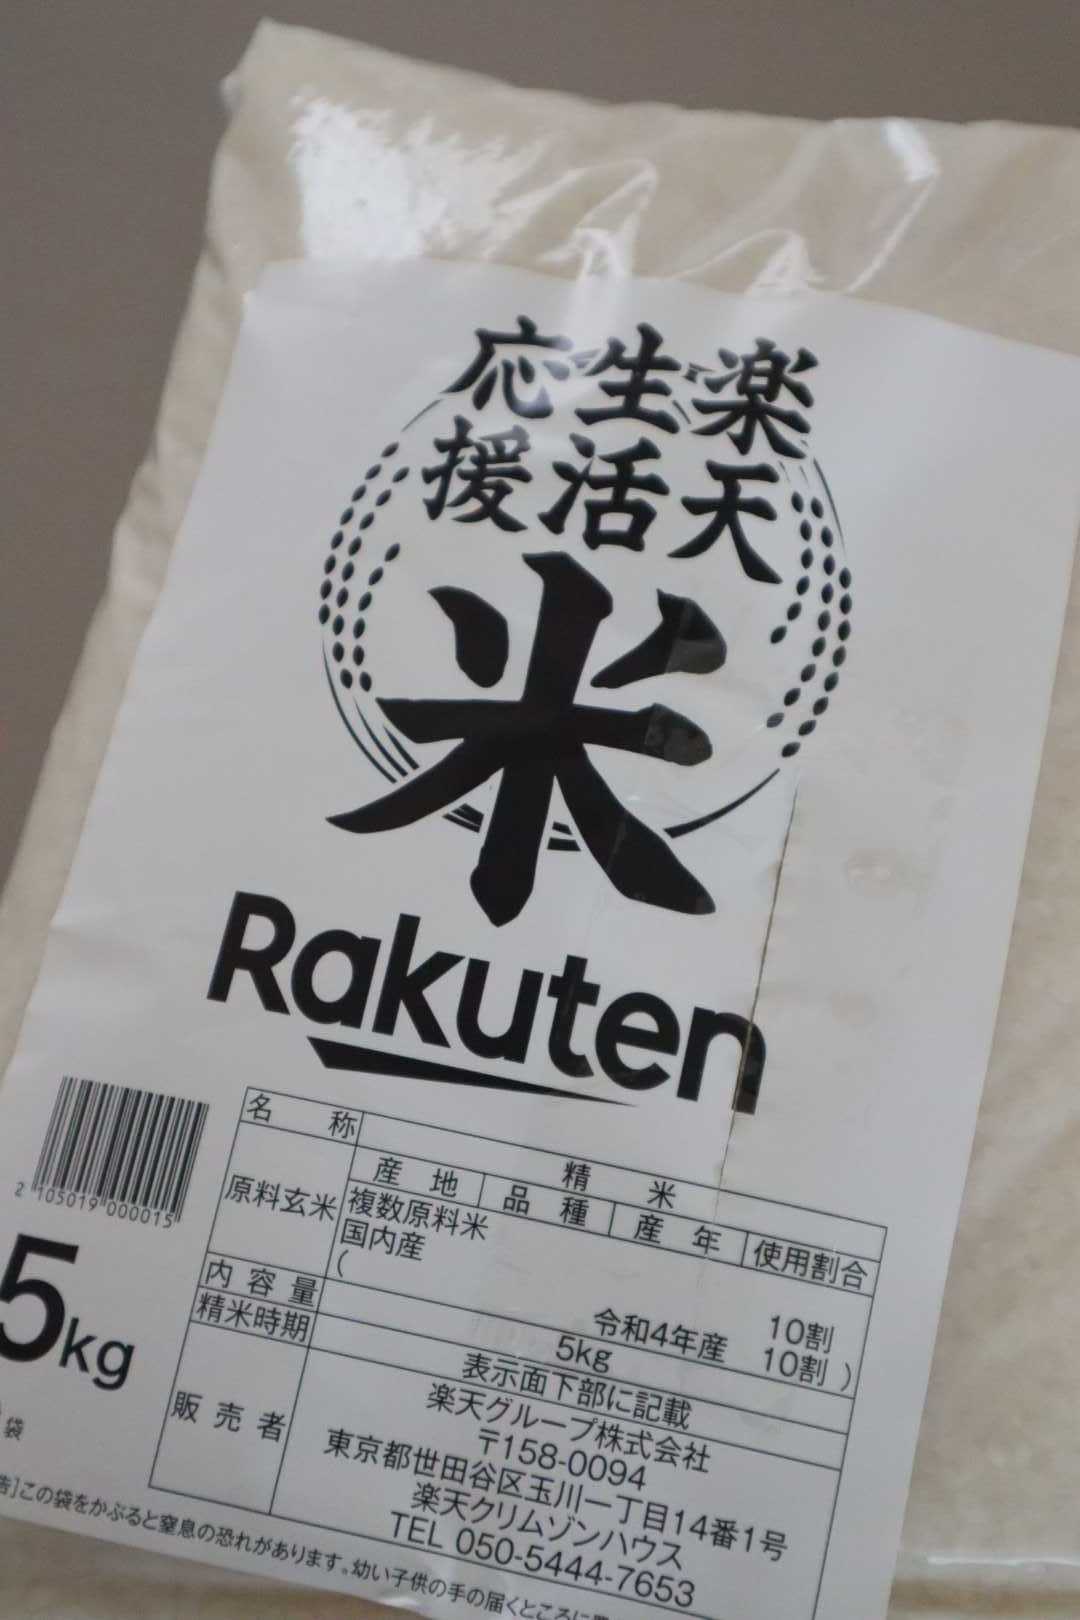 楽天
生活
応援
米
Rakuten
2 105019 000015
5kg
袋
名 称 精 米
原料玄米 産 地 品 種 産 年 使用割合
複数原料米
国内産 10割
( 令和4年産 10割 )
内 容 量 5kg
精米時期 表示面下部に記載
販 売 者 楽天グループ株式会社
〒158-0094
東京都世田谷区玉川一丁目14番1号
楽天クリムゾンハウス
TEL 050-5444-7653
告]この袋をかぶると窒息の恐れがあります。幼い子供の手の届くところに